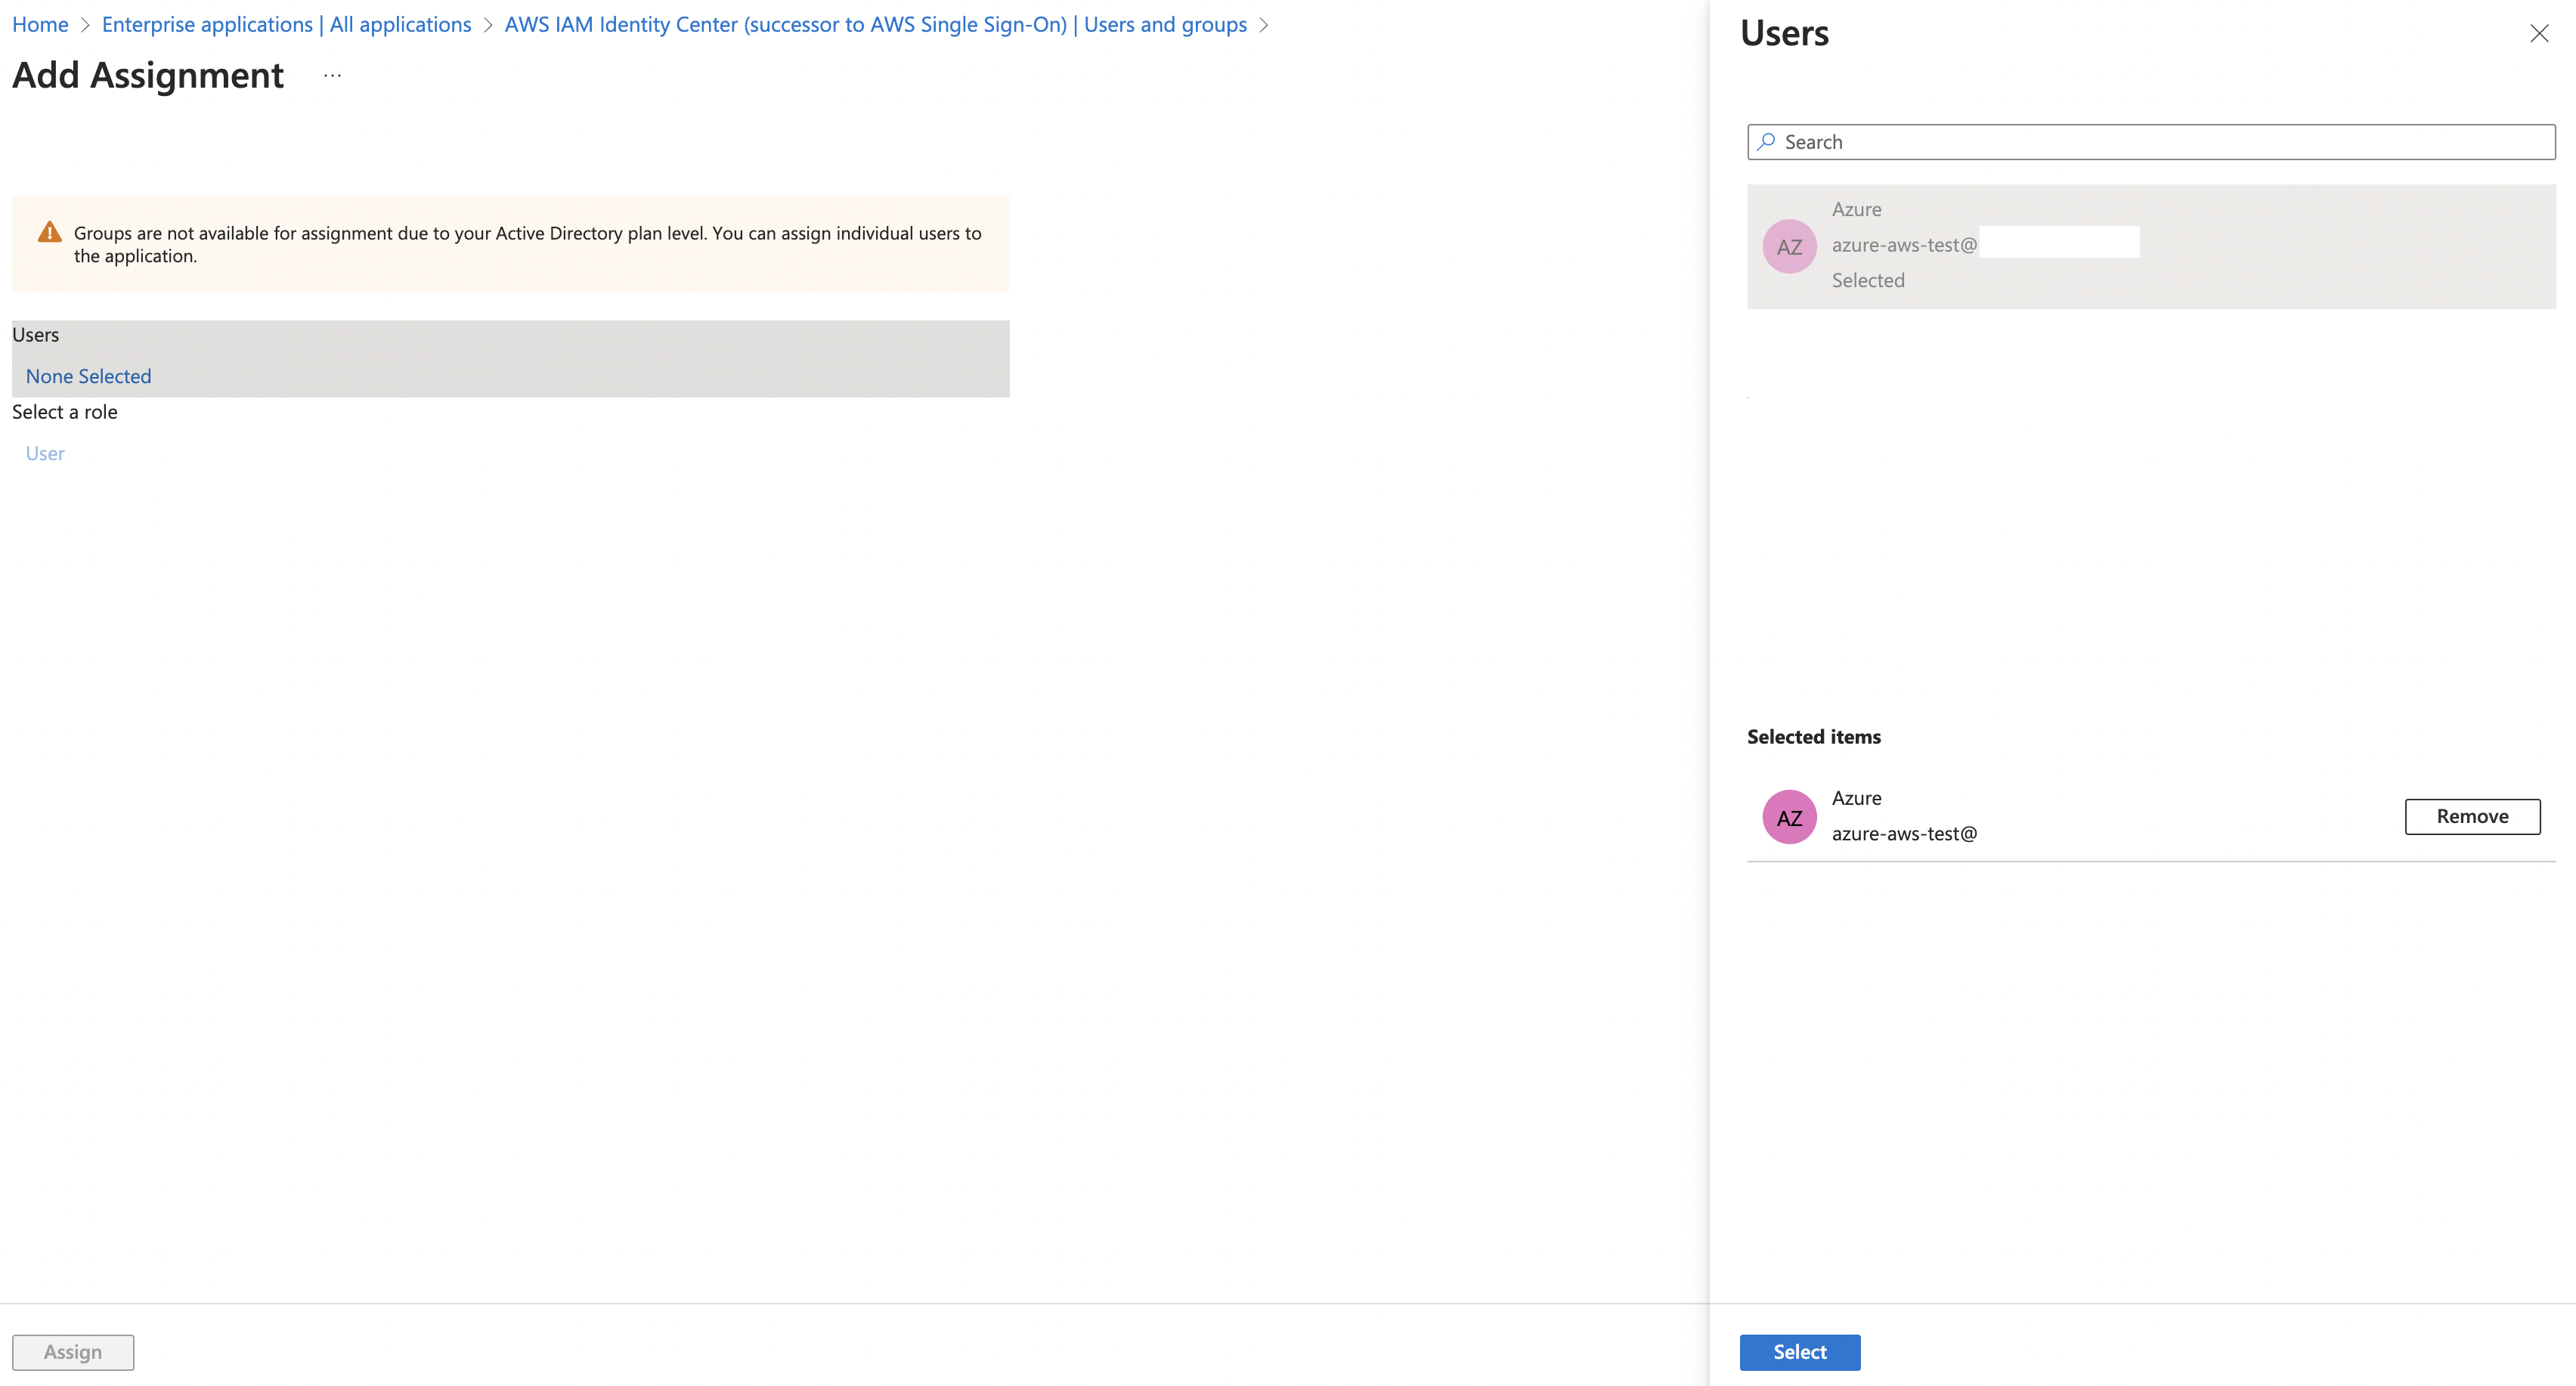 Home > Enterprise applications | All applications > AWS IAM Identity Center (successor to AWS Single Sign-On) | Users and groups >
Add Assignment ...
Groups are not available for assignment due to your Active Directory plan level. You can assign individual users to
the application.
Users
None Selected
Select a role
User
Assign
Users
Search
AZ
Azure
azure-aws-test@
Selected
Selected items
AZ
Azure
azure-aws-test@
Remove
Select